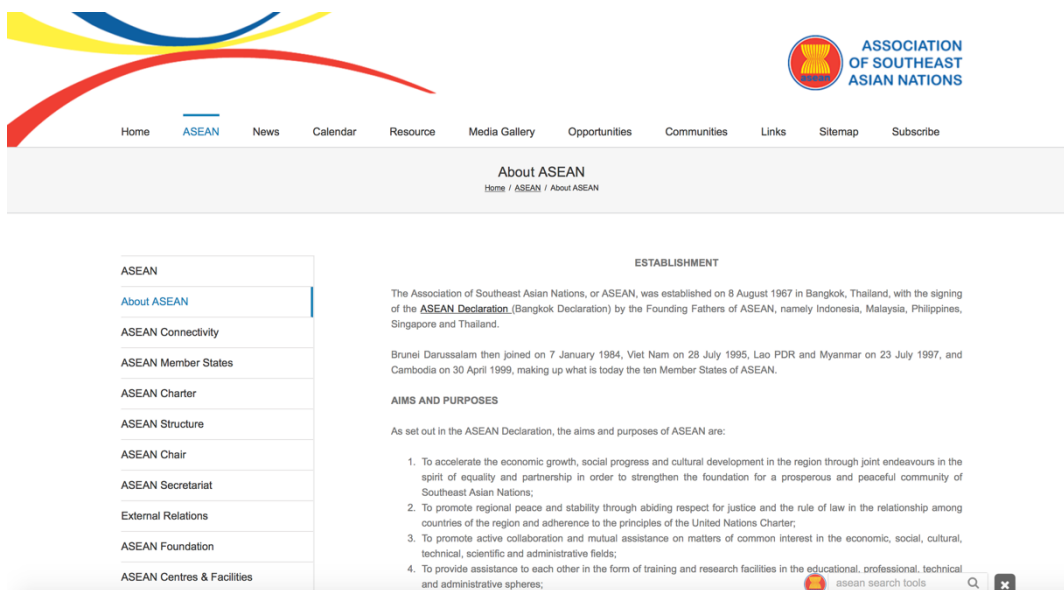 ASSOCIATION
OF SOUTHEAST
ASIAN NATIONS
asean
Home ASEAN News Calendar Resource Media Gallery Opportunities Communities Links Sitemap Subscribe
About ASEAN
Home / ASEAN / About ASEAN
ASEAN
About ASEAN
ASEAN Connectivity
ASEAN Member States
ASEAN Charter
ASEAN Structure
ASEAN Chair
ASEAN Secretariat
External Relations
ASEAN Foundation
ASEAN Centres & Facilities
ESTABLISHMENT
The Association of Southeast Asian Nations, or ASEAN, was established on 8 August 1967 in Bangkok, Thailand, with the signing
of the ASEAN Declaration (Bangkok Declaration) by the Founding Fathers of ASEAN, namely Indonesia, Malaysia, Philippines,
Singapore and Thailand.
Brunei Darussalam then joined on 7 January 1984, Viet Nam on 28 July 1995, Lao PDR and Myanmar on 23 July 1997, and
Cambodia on 30 April 1999, making up what is today the ten Member States of ASEAN.
AIMS AND PURPOSES
As set out in the ASEAN Declaration, the aims and purposes of ASEAN are:
1. To accelerate the economic growth, social progress and cultural development in the region through joint endeavours in the
spirit of equality and partnership in order to strengthen the foundation for a prosperous and peaceful community of
Southeast Asian Nations;
2. To promote regional peace and stability through abiding respect for justice and the rule of law in the relationship among
countries of the region and adherence to the principles of the United Nations Charter;
3. To promote active collaboration and mutual assistance on matters of common interest in the economic, social, cultural,
technical, scientific and administrative fields;
4. To provide assistance to each other in the form of training and research facilities in the educational, professional, technical
and administrative spheres;
asean search tools